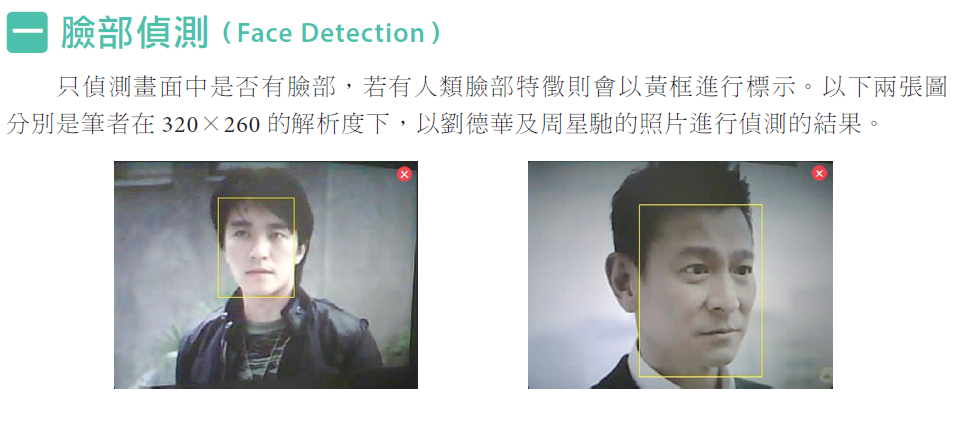 一 臉部偵測（Face Detection）
只偵測畫面中是否有臉部，若有人類臉部特徵則會以黃框進行標示。以下兩張圖
分別是筆者在 320×260 的解析度下，以劉德華及周星馳的照片進行偵測的結果。